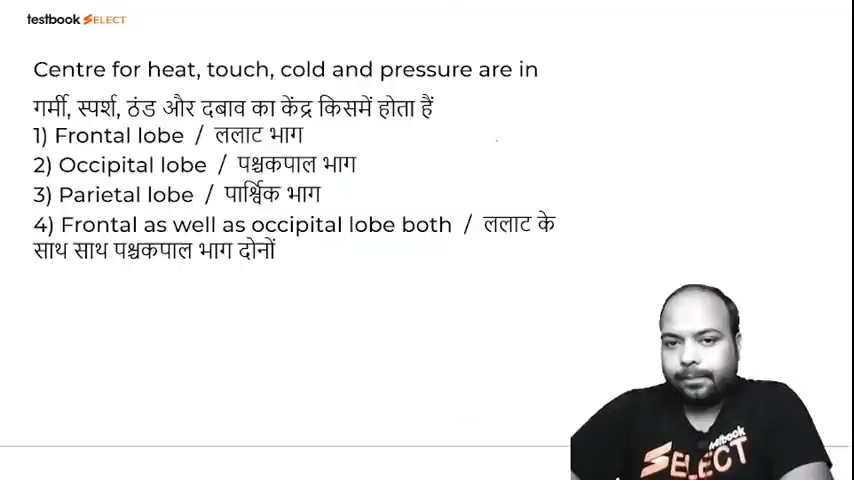 testbook SELECT
Centre for heat, touch, cold and pressure are in
गर्मी, स्पर्श, ठंड और दबाव का केंद्र किसमें होता हैं
1) Frontal lobe / ललाट भाग
2) Occipital lobe / पश्चकपाल भाग
3) Parietal lobe / पार्श्विक भाग
4) Frontal as well as occipital lobe both / ललाट के
साथ साथ पश्चकपाल भाग दोनों
testbook
SELECT